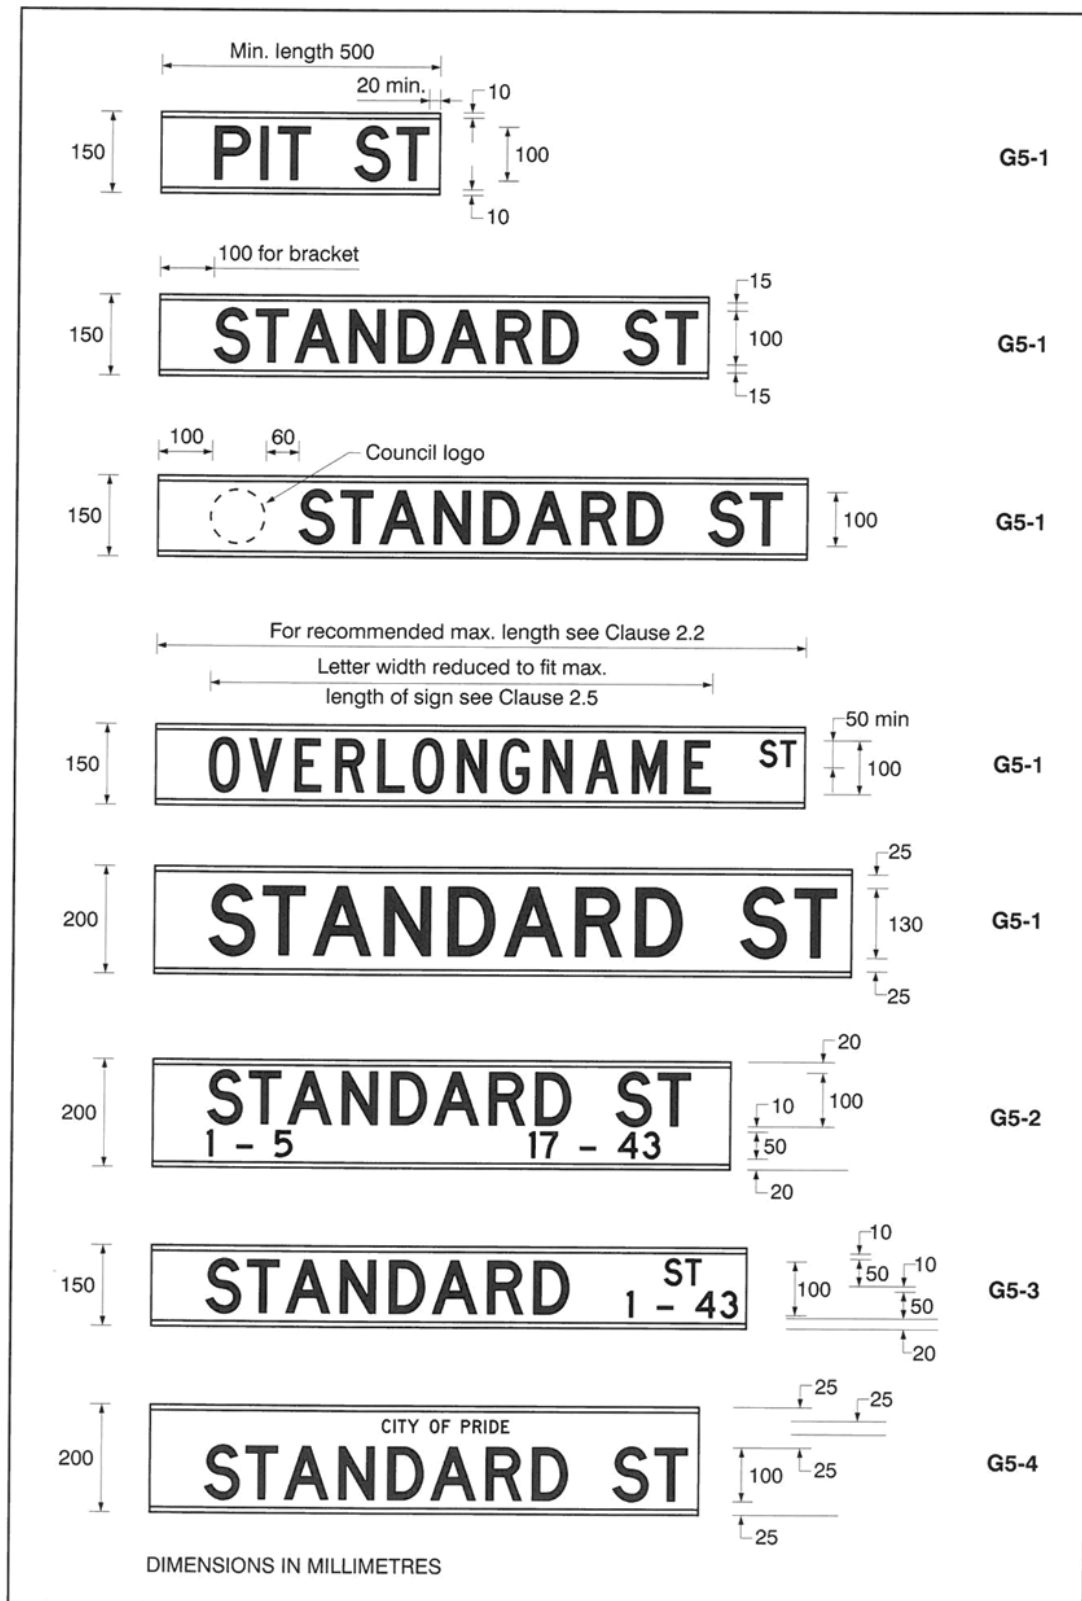 Min. length 500
20 min.
10
150
PIT ST
100
G5-1
10
100 for bracket
15
150
STANDARD ST
100
G5-1
15
100
60
Council logo
150
STANDARD ST
100
G5-1
For recommended max. length see Clause 2.2
Letter width reduced to fit max.
length of sign see Clause 2.5
50 min
150
OVERLONGNAME ST
100
G5-1
25
200
STANDARD ST
130
G5-1
25
20
200
STANDARD ST
10
100
G5-2
1 - 5 17 - 43
50
20
10
150
STANDARD ST
100
50
10
G5-3
1 - 43
50
20
25
25
CITY OF PRIDE
200
STANDARD ST
100
25
G5-4
25
DIMENSIONS IN MILLIMETRES